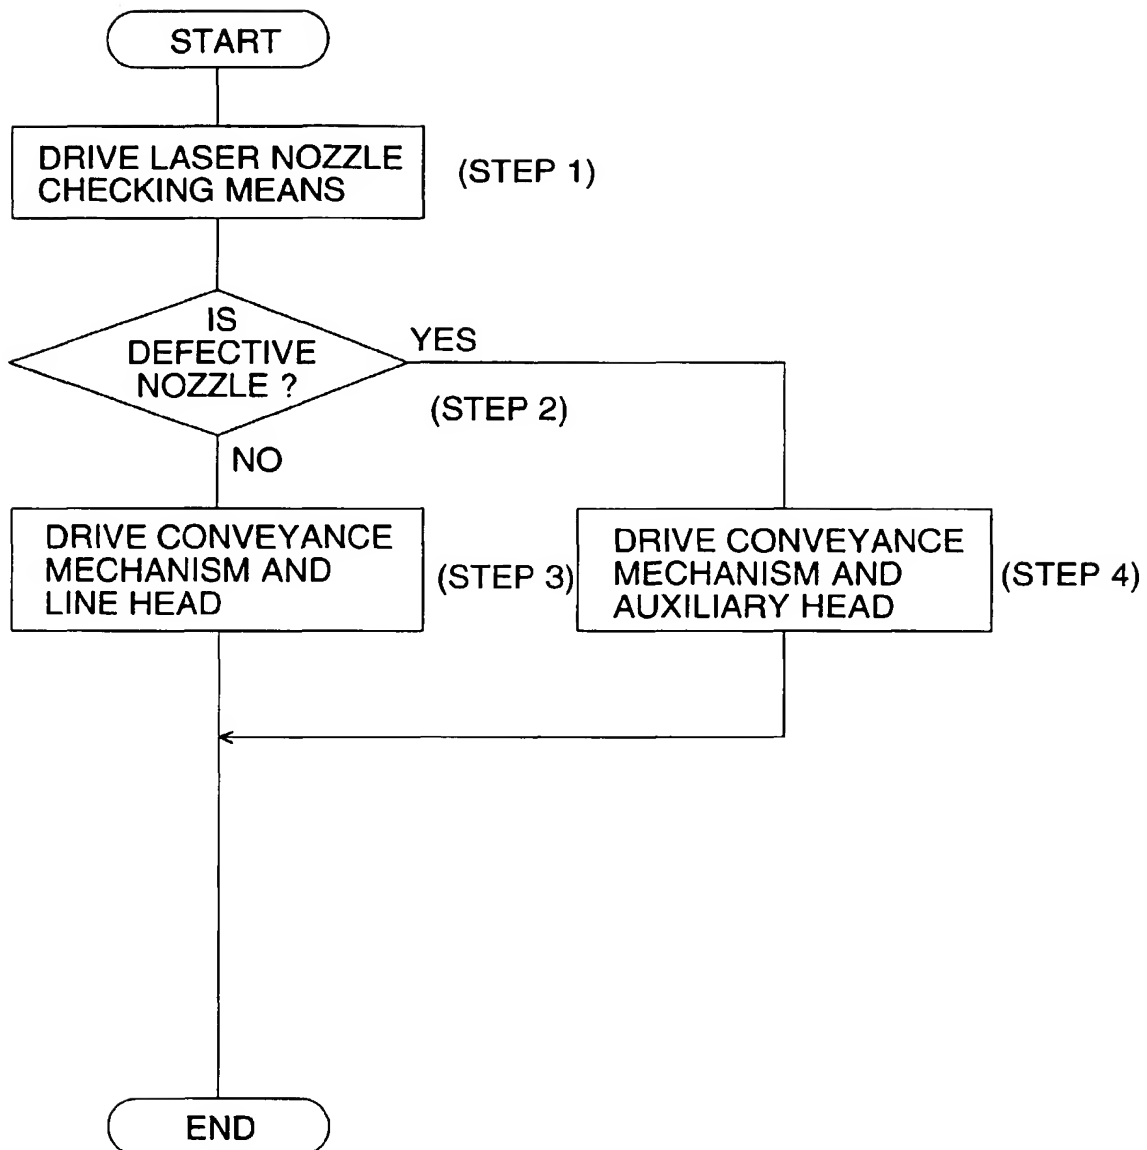 START
DRIVE LASER NOZZLE
CHECKING MEANS
(STEP 1)
IS
DEFECTIVE
NOZZLE ?
YES
(STEP 2)
NO
DRIVE CONVEYANCE
MECHANISM AND
LINE HEAD
(STEP 3)
DRIVE CONVEYANCE
MECHANISM AND
AUXILIARY HEAD
(STEP 4)
END